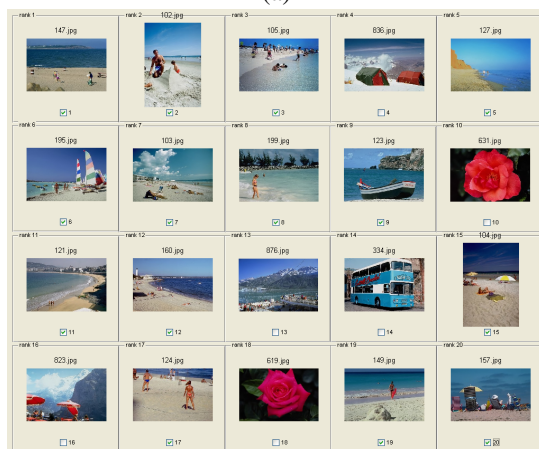 rank 1 rank 2 rank 3 rank 4 rank 5
147.jpg 102.jpg 105.jpg 836.jpg 127.jpg
1 2 3 4 5
rank 6 rank 7 rank 8 rank 9 rank 10
195.jpg 103.jpg 199.jpg 123.jpg 631.jpg
6 7 8 9 10
rank 11 rank 12 rank 13 rank 14 rank 15
121.jpg 160.jpg 876.jpg 334.jpg 104.jpg
11 12 13 14 15
rank 16 rank 17 rank 18 rank 19 rank 20
823.jpg 124.jpg 619.jpg 149.jpg 157.jpg
16 17 18 19 20